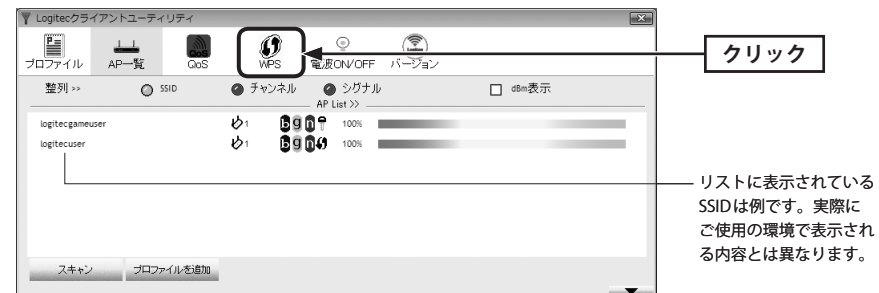 Logitecクライアントユーティリティ
プロファイル AP一覧 QoS WPS 電波ON/OFF バージョン
クリック
整列 >> SSID チャンネル シグナル dBm表示
AP List >>
logitecgameuser 1 b g n 100%
logitecuser 1 b g n 100%
リストに表示されている
SSIDは例です。実際に
ご使用の環境で表示され
る内容とは異なります。
スキャン プロファイルを追加